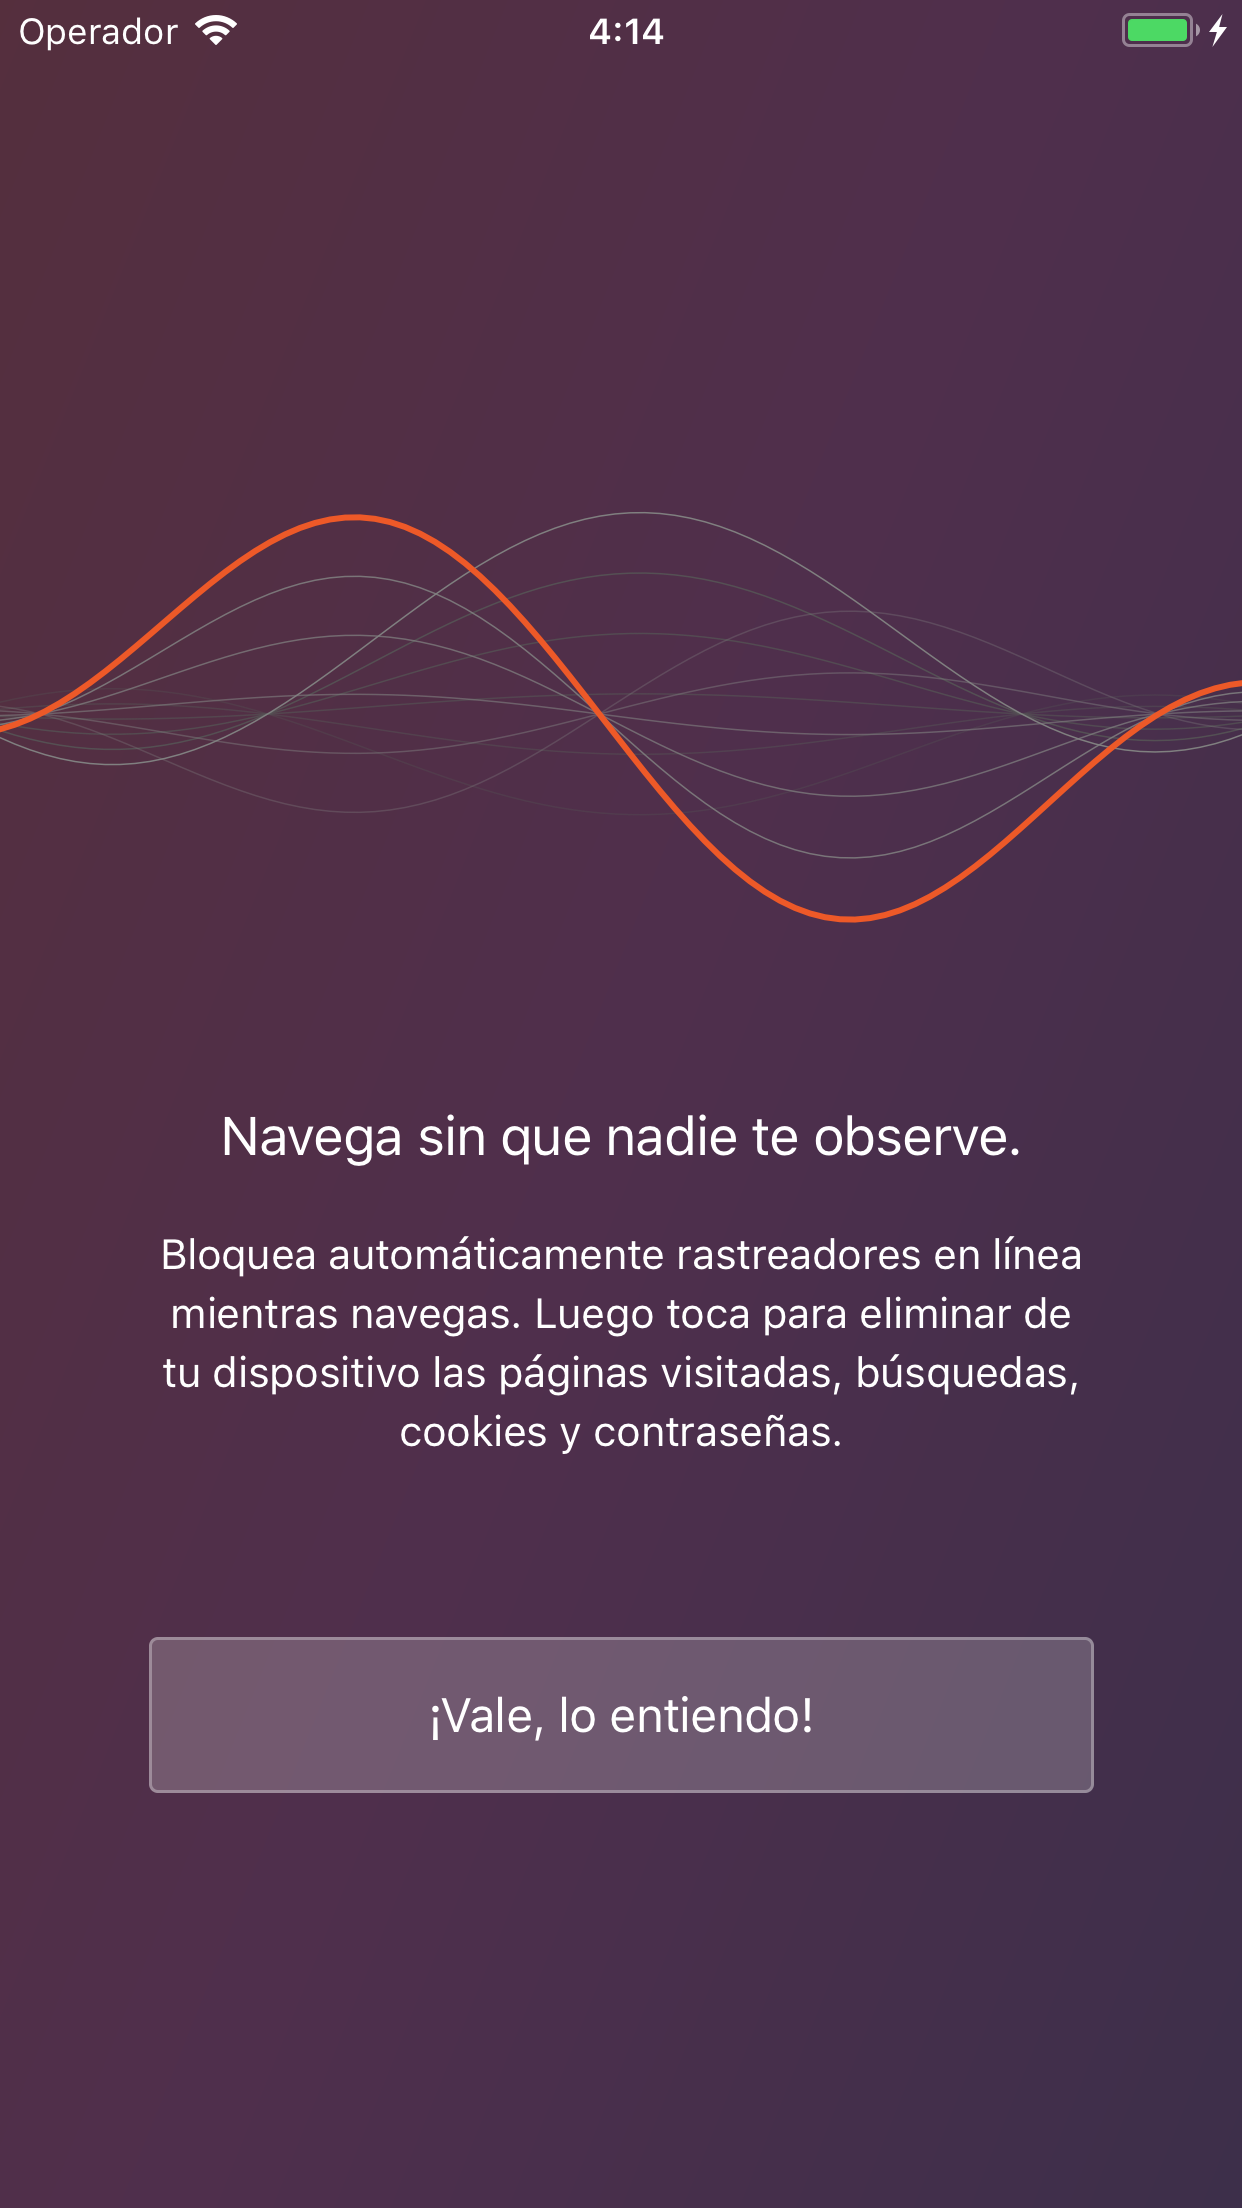 Operador
4:14
Navega sin que nadie te observe.
Bloquea automáticamente rastreadores en línea
mientras navegas. Luego toca para eliminar de
tu dispositivo las páginas visitadas, búsquedas,
cookies y contraseñas.
¡Vale, lo entiendo!